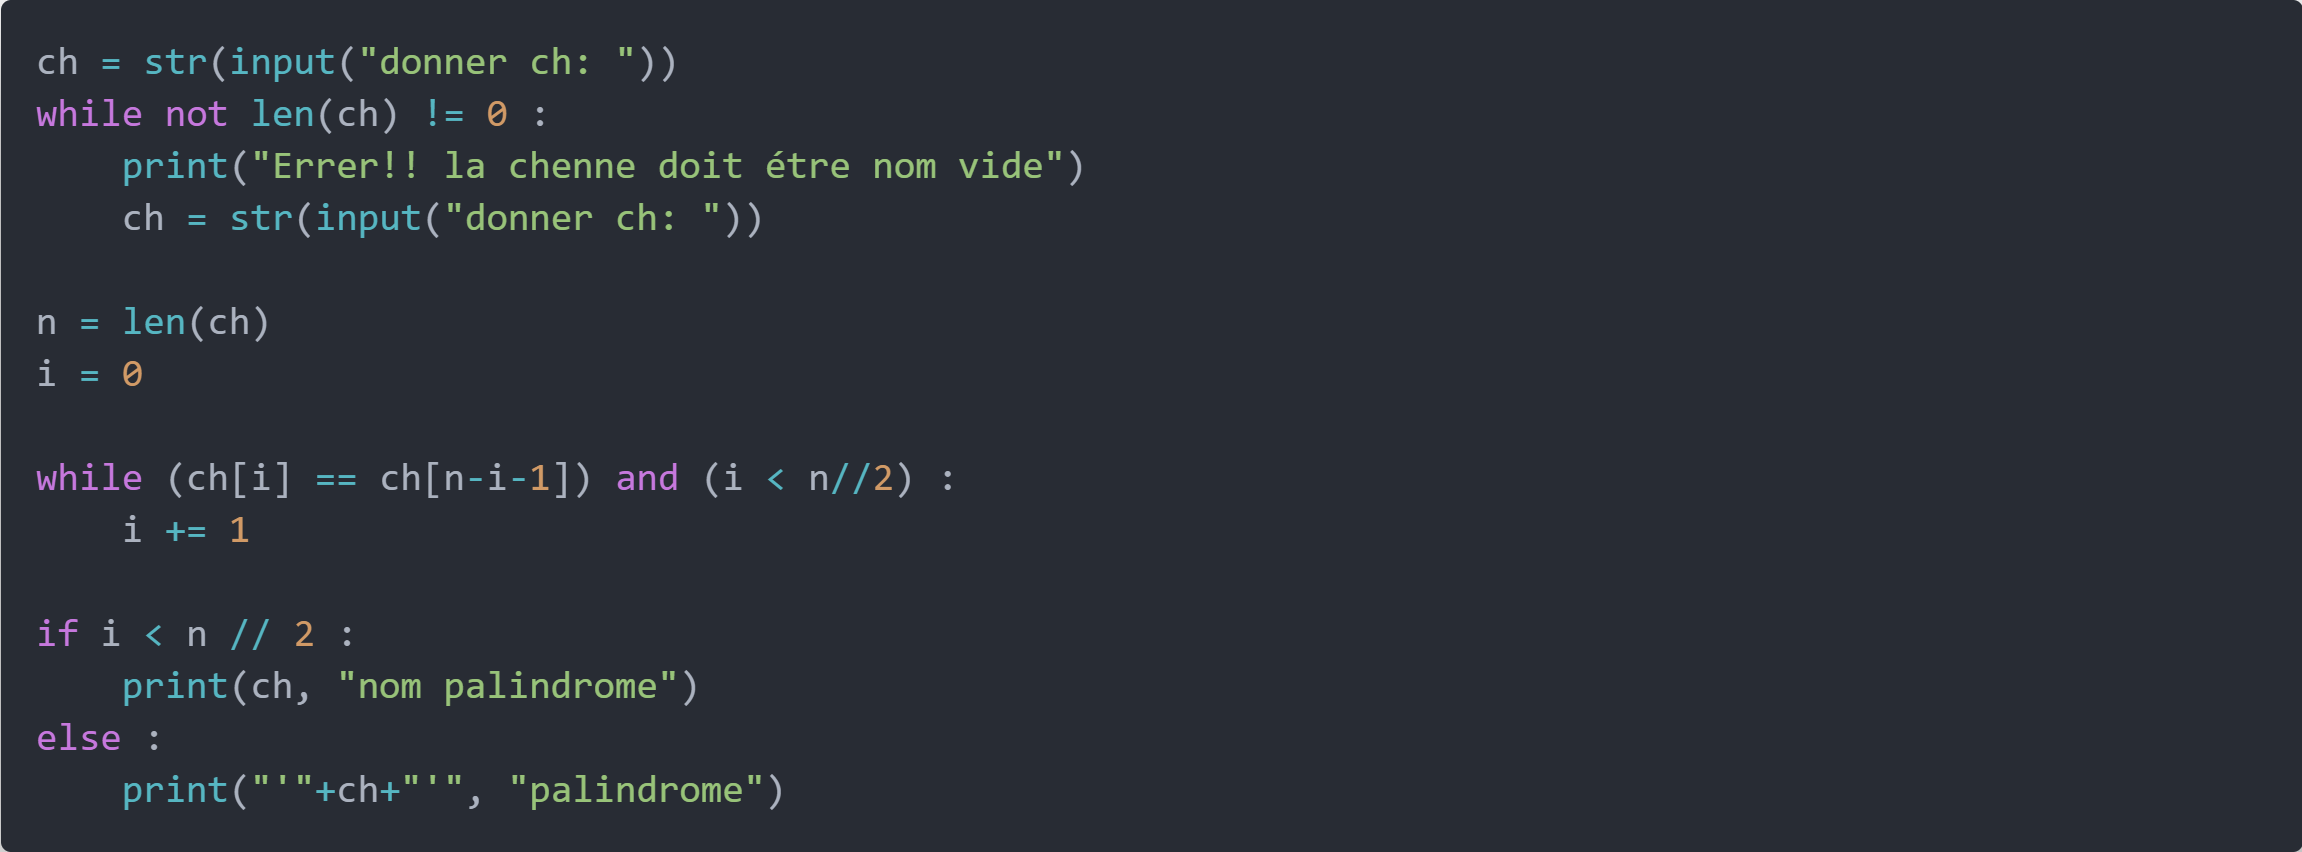 ch = str(input("donner ch: "))
while not len(ch) != 0 :
    print("Errer!! la chenne doit étre nom vide")
    ch = str(input("donner ch: "))

n = len(ch)
i = 0

while (ch[i] == ch[n-i-1]) and (i < n//2) :
    i += 1

if i < n // 2 :
    print(ch, "nom palindrome")
else :
    print("'"+ch+"'", "palindrome")